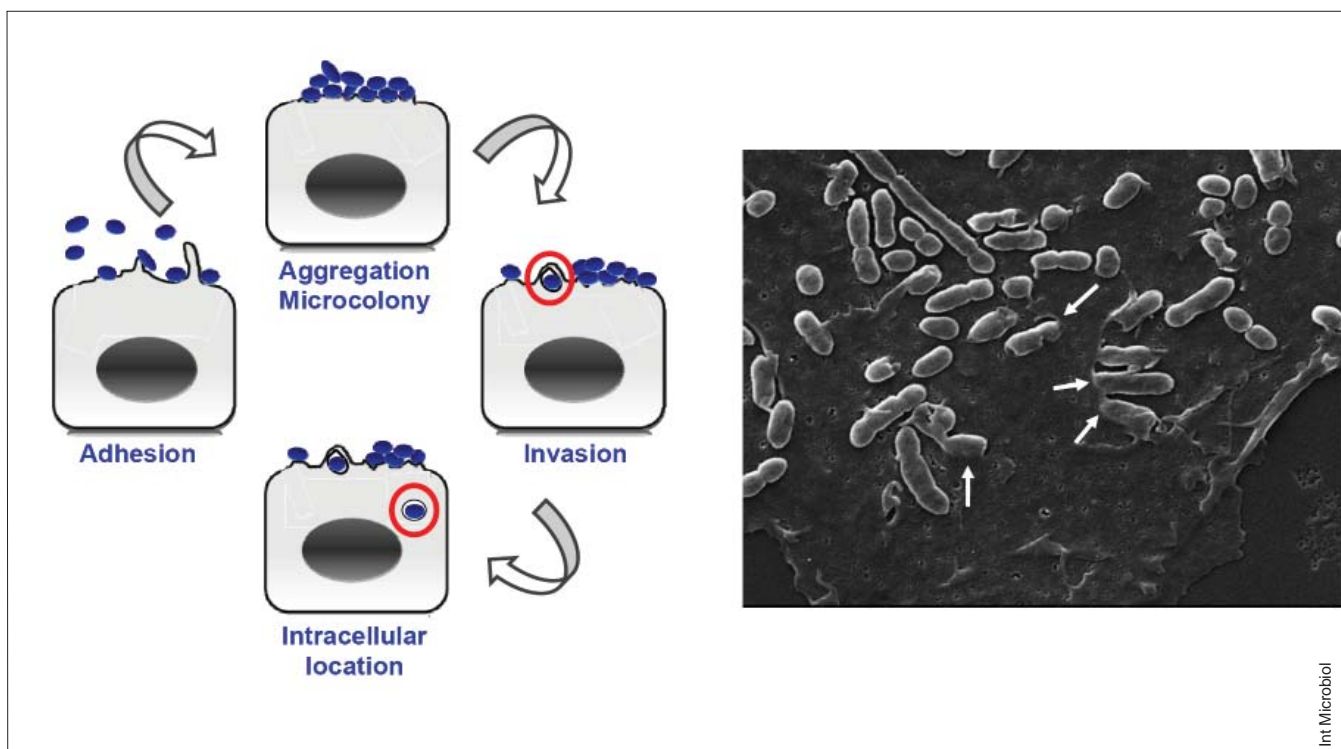 Aggregation
Microcolony
Adhesion
Invasion
Intracellular
location
Int Microbiol